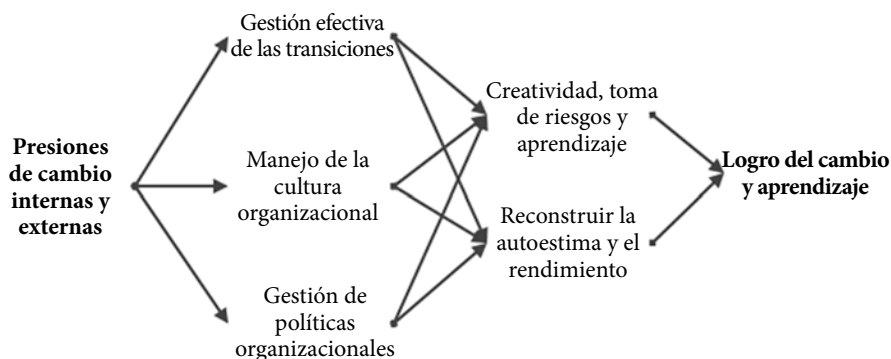 Gestión efectiva
de las transiciones
Presiones
de cambio
internas y
externas
Manejo de la
cultura
organizacional
Gestión de
políticas
organizacionales
Creatividad, toma
de riesgos y
aprendizaje
Reconstruir la
autoestima y el
rendimiento
Logro del cambio
y aprendizaje